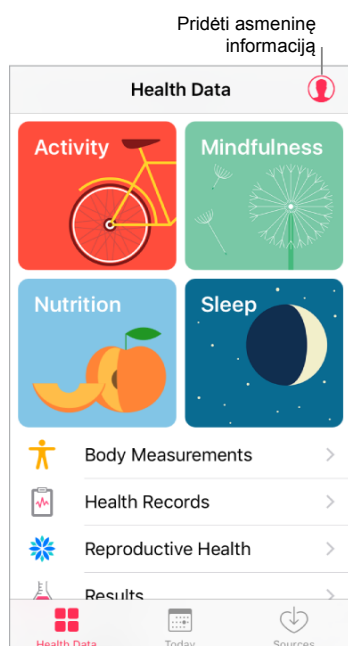 Pridėti asmeninę
informaciją
Health Data
Activity
Mindfulness
Nutrition
Sleep
Body Measurements
Health Records
Reproductive Health
Results
Health Data
Today
Sources